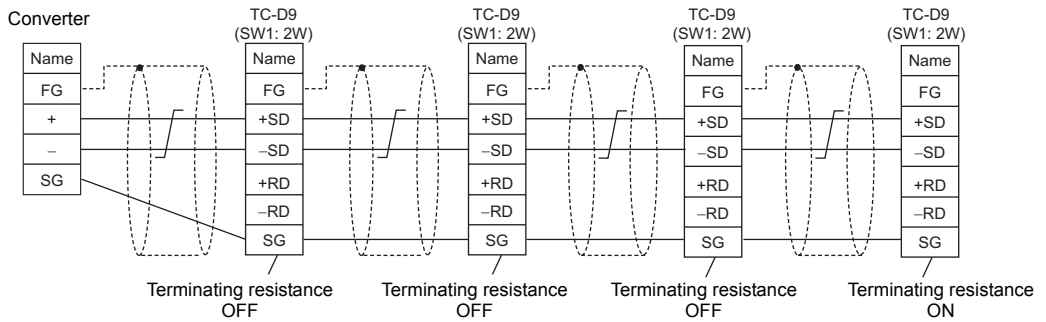 Converter
TC-D9
(SW1: 2W)
TC-D9
(SW1: 2W)
TC-D9
(SW1: 2W)
TC-D9
(SW1: 2W)
Name
FG
+
−
SG
Name
FG
+SD
−SD
+RD
−RD
SG
Name
FG
+SD
−SD
+RD
−RD
SG
Name
FG
+SD
−SD
+RD
−RD
SG
Name
FG
+SD
−SD
+RD
−RD
SG
Terminating resistance
OFF
Terminating resistance
OFF
Terminating resistance
OFF
Terminating resistance
ON